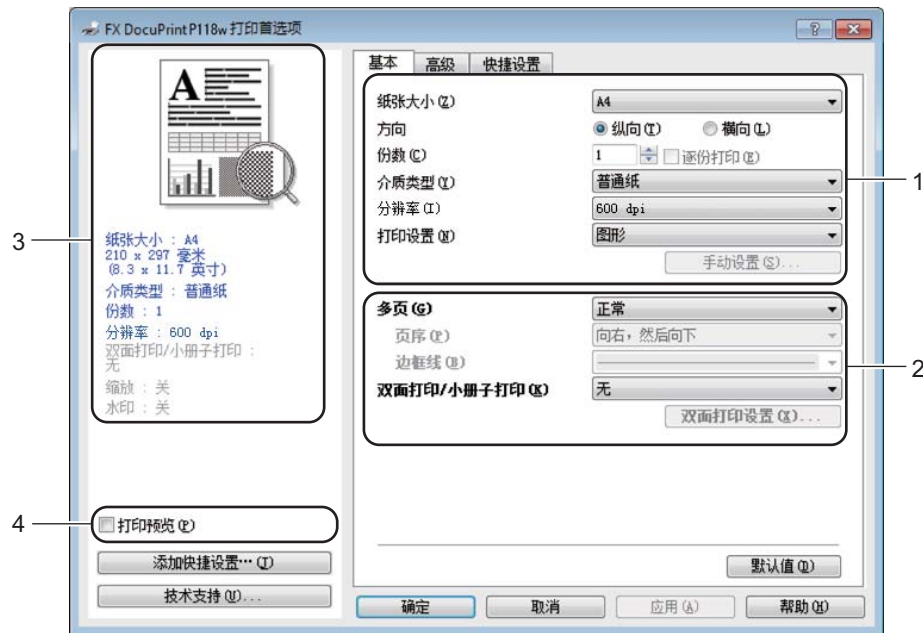 FX DocuPrint P118w 打印首选项
基本 高级 快捷设置
纸张大小(Z) A4
方向 纵向(T) 横向(L)
份数(C) 1 逐份打印(E)
介质类型(Y) 普通纸
分辨率(I) 600 dpi
打印设置(N) 图形
手动设置(S)...
1
多页(G) 正常
页序(P) 向右，然后向下
边框线(B)
双面打印/小册子打印(K) 无
双面打印设置(X)...
2
3
A
纸张大小 : A4
210 x 297 毫米
(8.3 x 11.7 英寸)
介质类型 : 普通纸
份数 : 1
分辨率 : 600 dpi
双面打印/小册子打印 :
无
缩放 : 关
水印 : 关
4
打印预览(P)
添加快捷设置…(T)
技术支持(U)...
默认值(D)
确定 取消 应用(A) 帮助(H)